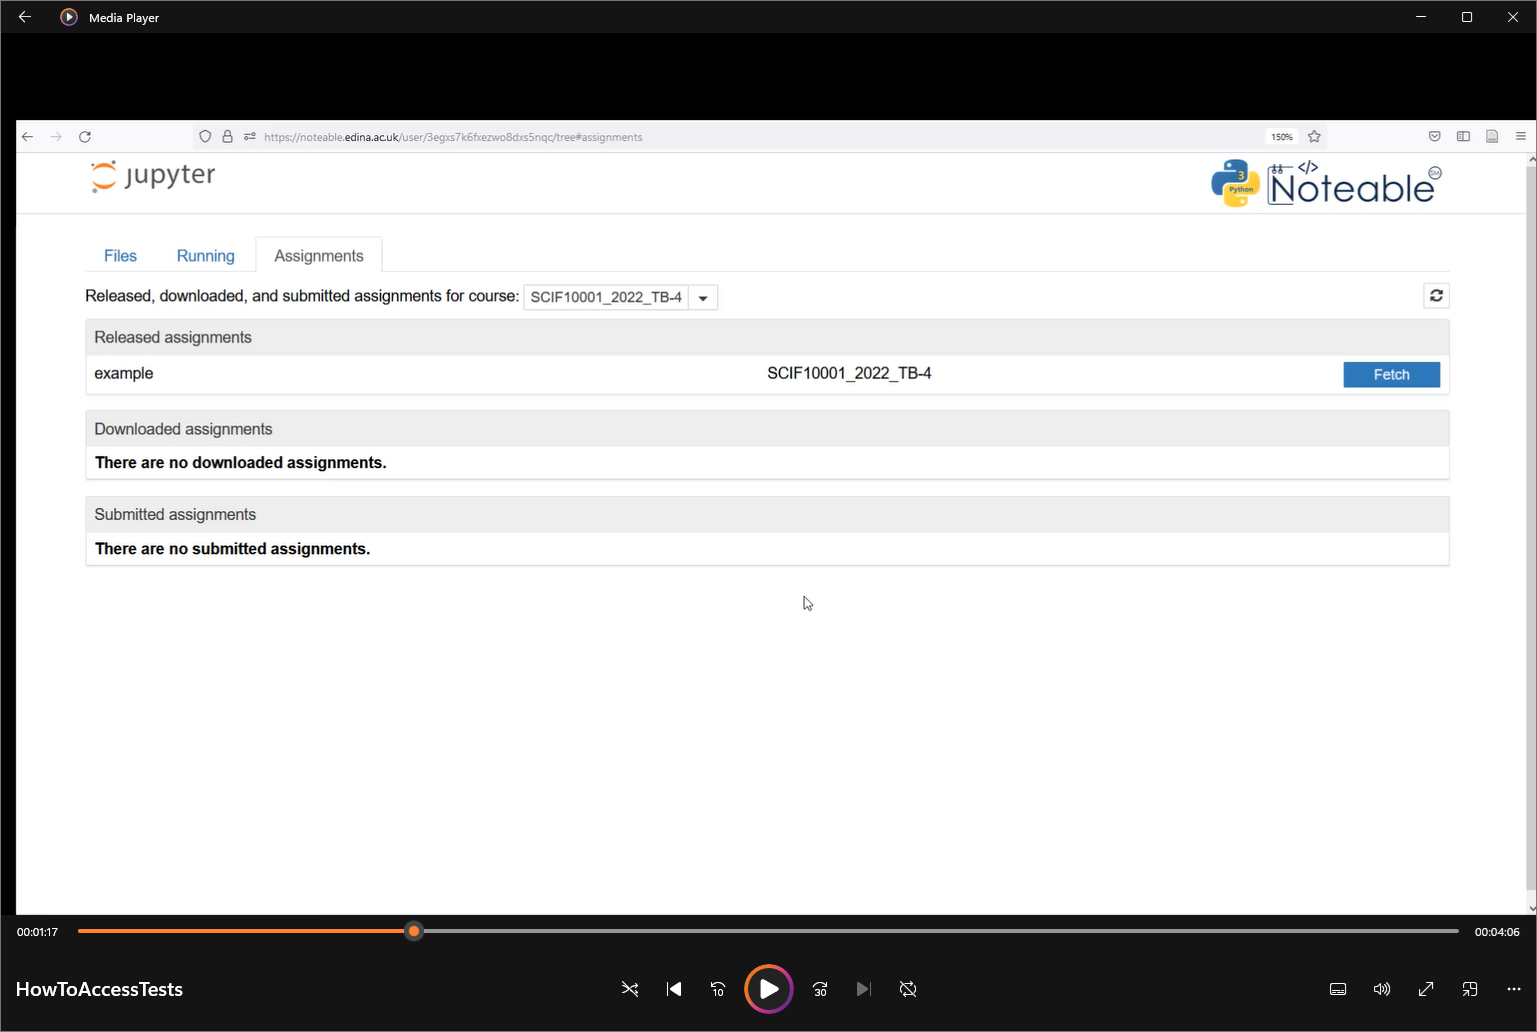 Media Player
https://noteable.edina.ac.uk/user/3egxs7k6fxezwo8dxs5nqc/tree#assignments
150%
jupyter
3
Python
</>
Noteable
SM
Files
Running
Assignments
Released, downloaded, and submitted assignments for course: SCIF10001_2022_TB-4
Released assignments
example SCIF10001_2022_TB-4 Fetch
Downloaded assignments
There are no downloaded assignments.
Submitted assignments
There are no submitted assignments.
00:01:17
00:04:06
HowToAccessTests
10
30